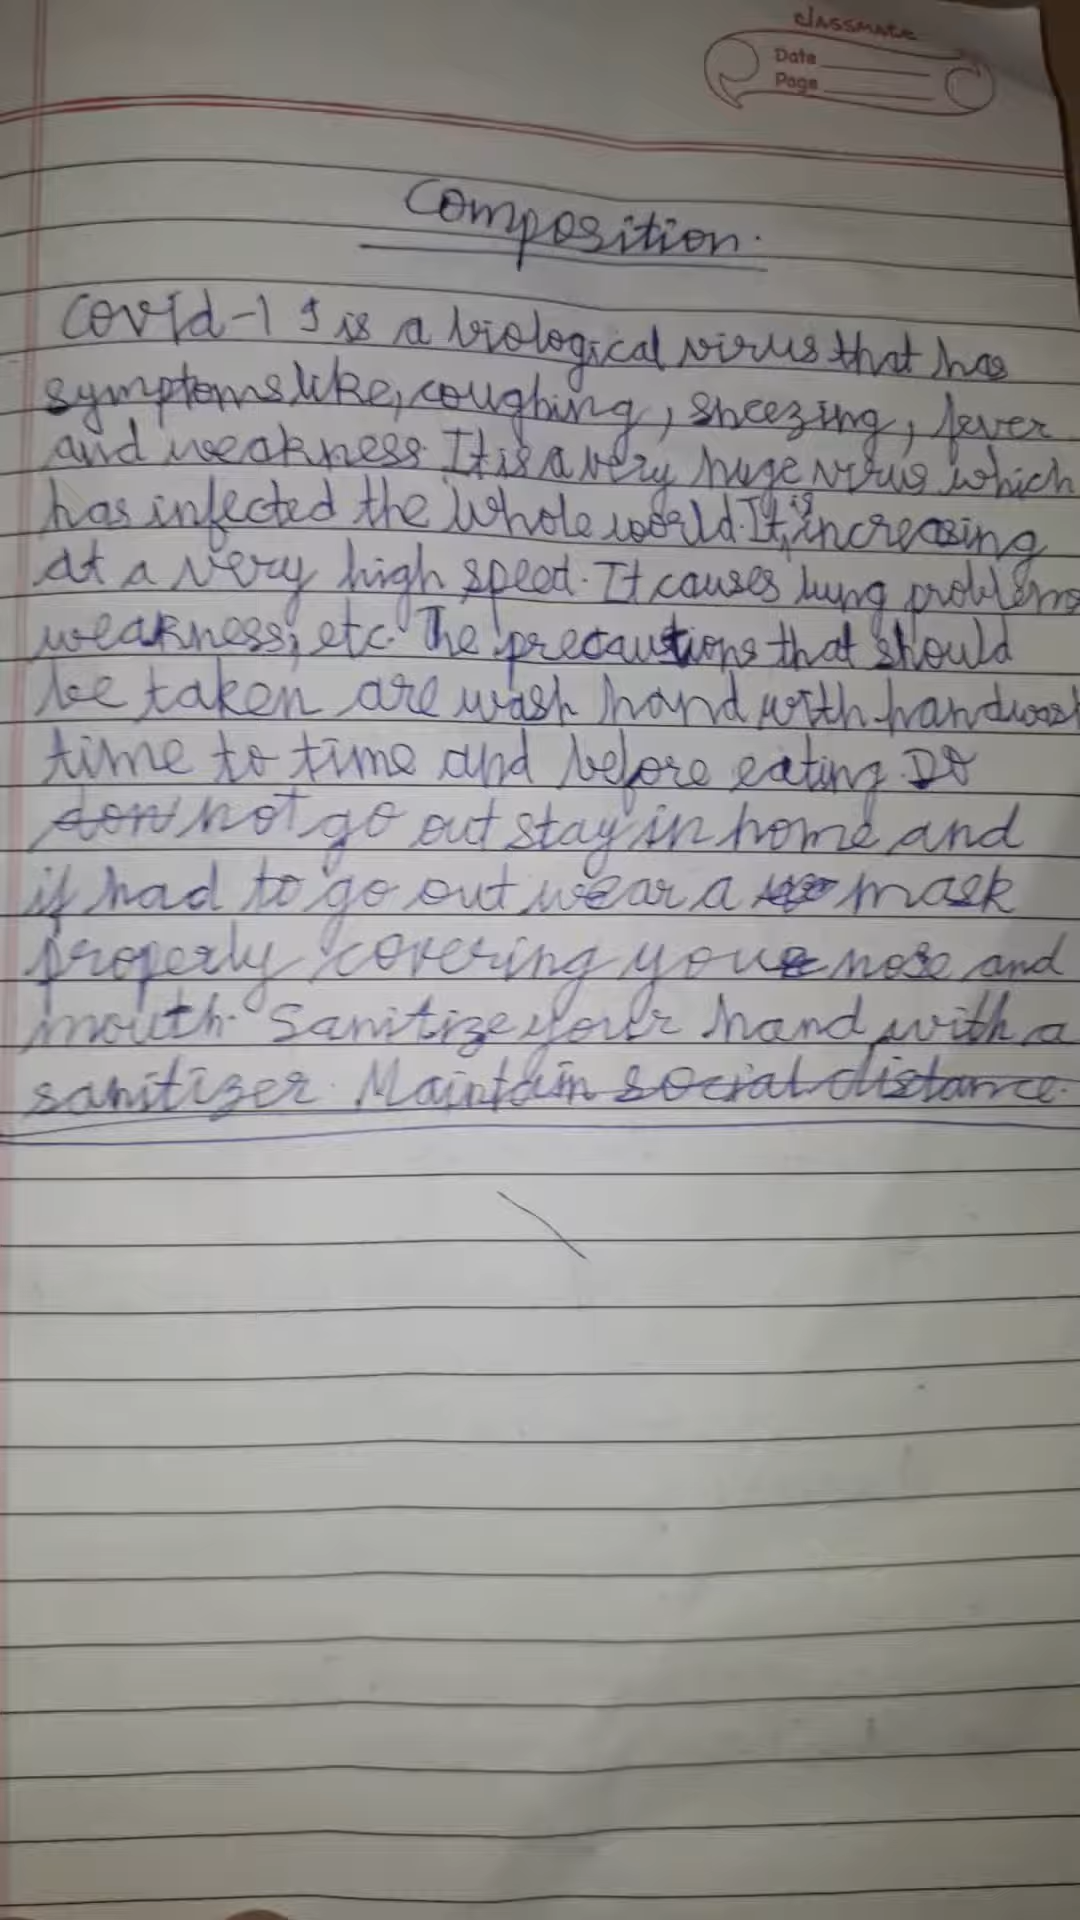 classmate
Date
Page
Composition.
Covid-19 is a biological virus that has
symptoms like, coughing, sneezing, fever
and weakness. It is a very huge virus which
has infected the whole world. It is increasing
at a very high speed. It causes lung problems
weakness, etc. The precautions that should
be taken are wash hand with handwash
time to time and before eating. Do
don not go out stay in home and
if had to go out wear a mask
properly covering your nose and
mouth. Sanitize your hand with a
sanitizer. Maintain social distance.